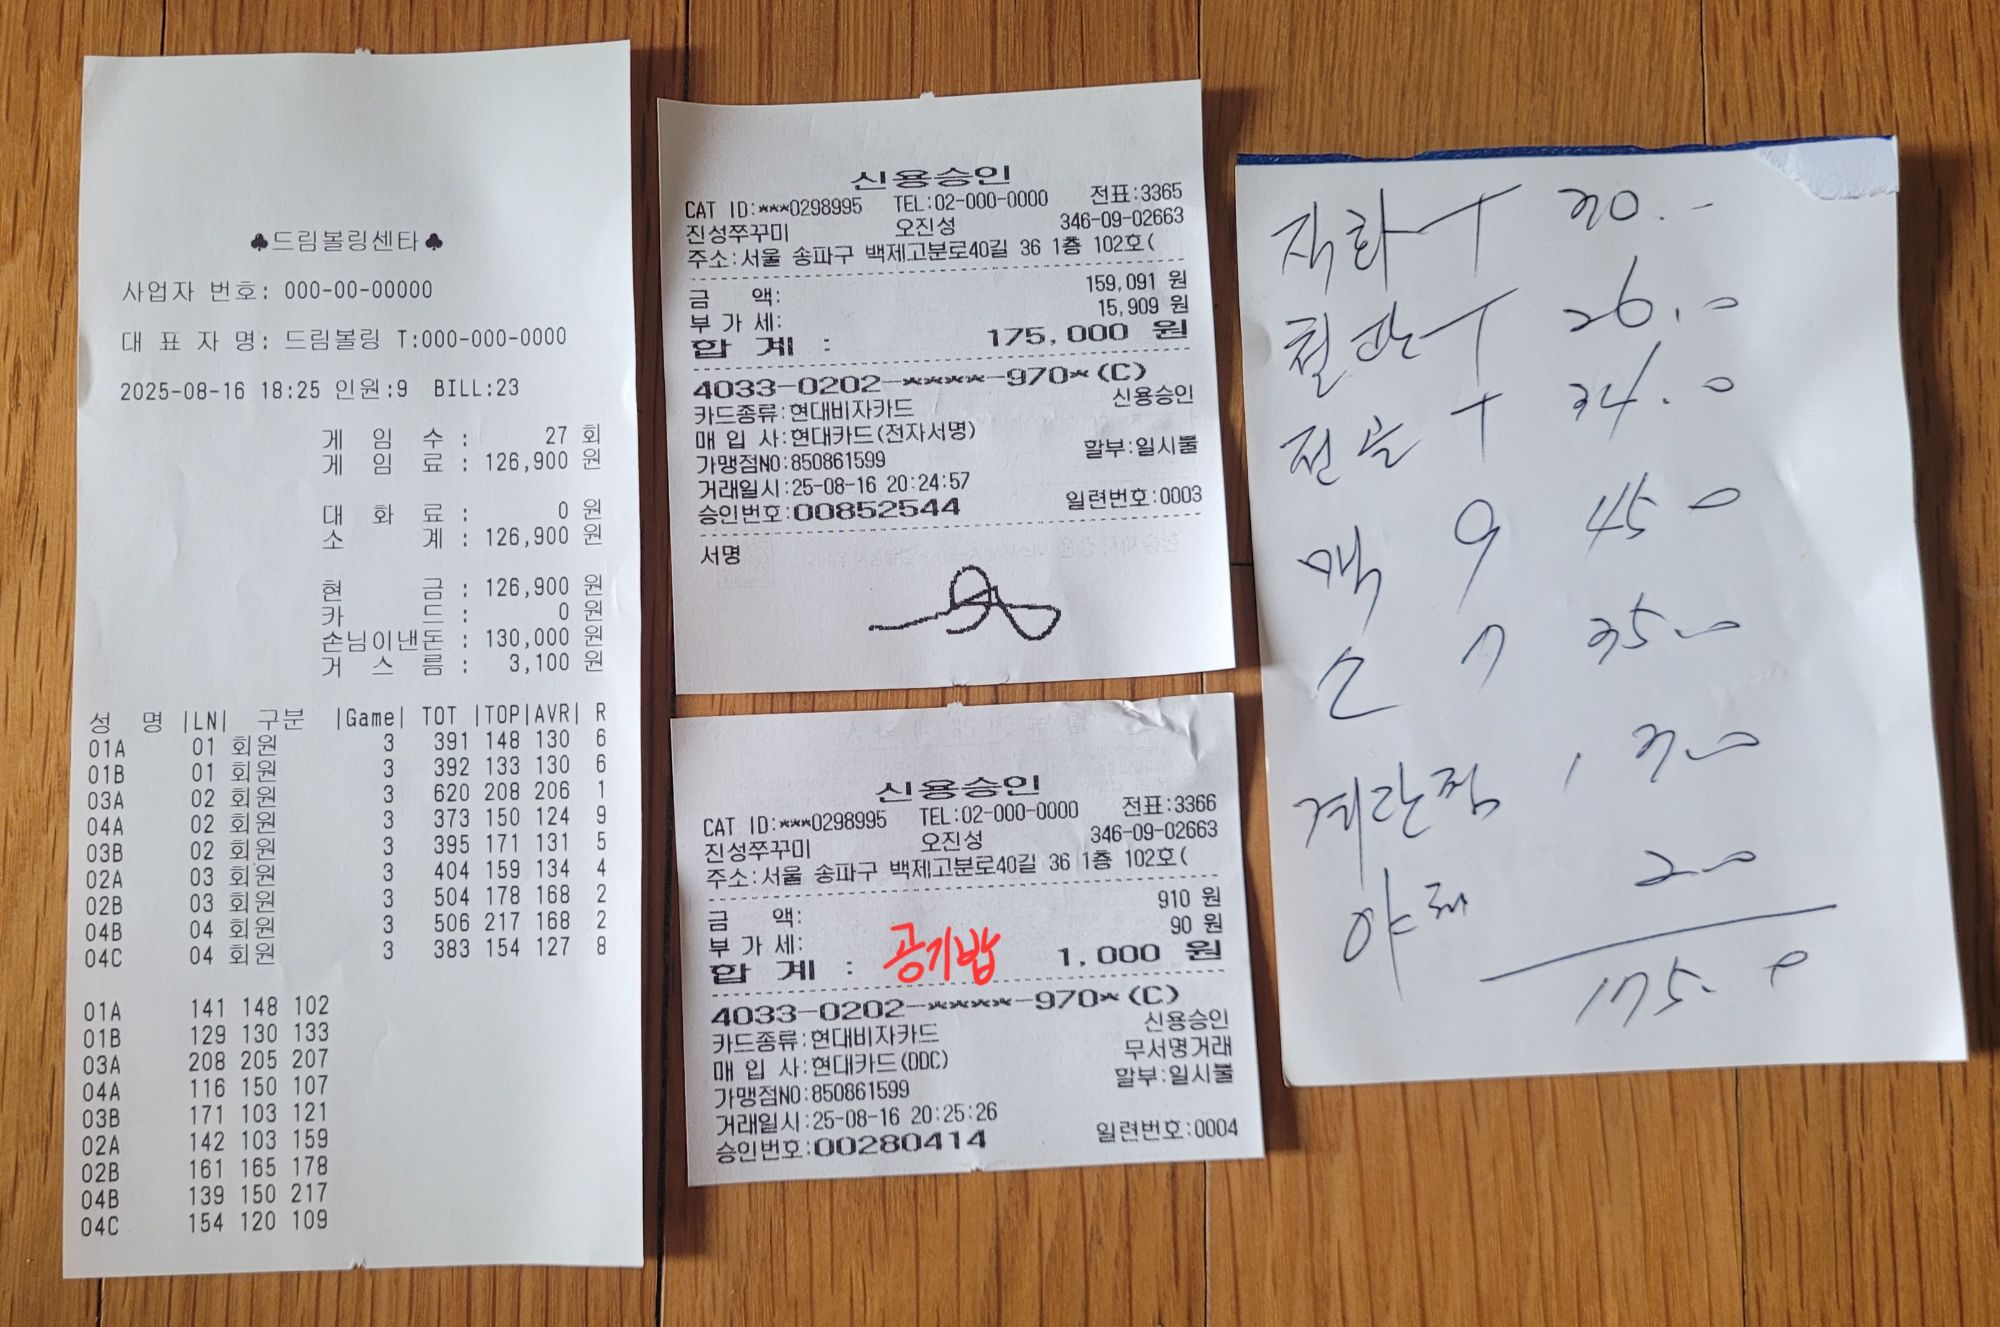 ♣드림볼링센타♣
사업자 번호: 000-00-00000
대 표 자 명: 드림볼링 T:000-000-0000
2025-08-16 18:25 인원:9 BILL:23
게 임 수 : 27 회
게 임 료 : 126,900 원
대 화 료 : 0 원
소 계 : 126,900 원
현 금 : 126,900 원
카 드 : 0 원
손님이낸돈 : 130,000 원
거 스 름 : 3,100 원
성 명 |LN| 구분 |Game| TOT |TOP|AVR| R
01A 01 회원 3 391 148 130 6
01B 01 회원 3 392 133 130 6
03A 02 회원 3 620 208 206 1
04A 02 회원 3 373 150 124 9
03B 02 회원 3 395 171 131 5
02A 03 회원 3 404 159 134 4
02B 03 회원 3 504 178 168 2
04B 04 회원 3 506 217 168 2
04C 04 회원 3 383 154 127 8
01A 141 148 102
01B 129 130 133
03A 208 205 207
04A 116 150 107
03B 171 103 121
02A 142 103 159
02B 161 165 178
04B 139 150 217
04C 154 120 109
신용승인
CAT ID:***0298995 TEL:02-000-0000 전표:3365
진성쭈꾸미 오진성 346-09-02663
주소:서울 송파구 백제고분로40길 36 1층 102호(
금 액: 159,091 원
부 가 세: 15,909 원
합 계 : 175,000 원
4033-0202-****-970*(C)
카드종류:현대비자카드 신용승인
매 입 사:현대카드(전자서명)
가맹점NO:850861599 할부:일시불
거래일시:25-08-16 20:24:57
승인번호:00852544 일련번호:0003
서명
신용승인
CAT ID:***0298995 TEL:02-000-0000 전표:3366
진성쭈꾸미 오진성 346-09-02663
주소:서울 송파구 백제고분로40길 36 1층 102호(
금 액: 910 원
부 가 세: 90 원
합 계 : 공기밥 1,000 원
4033-0202-****-970*(C)
카드종류:현대비자카드 신용승인
매 입 사:현대카드(DDC) 무서명거래
가맹점NO:850861599 할부:일시불
거래일시:25-08-16 20:25:26
승인번호:00280414 일련번호:0004
직화 T 30.-
철판 T 26.0
전골 T 34.0
맥 9 45 0
소 7 35.0
계란찜 1 3.0
야채 2.0
175.0